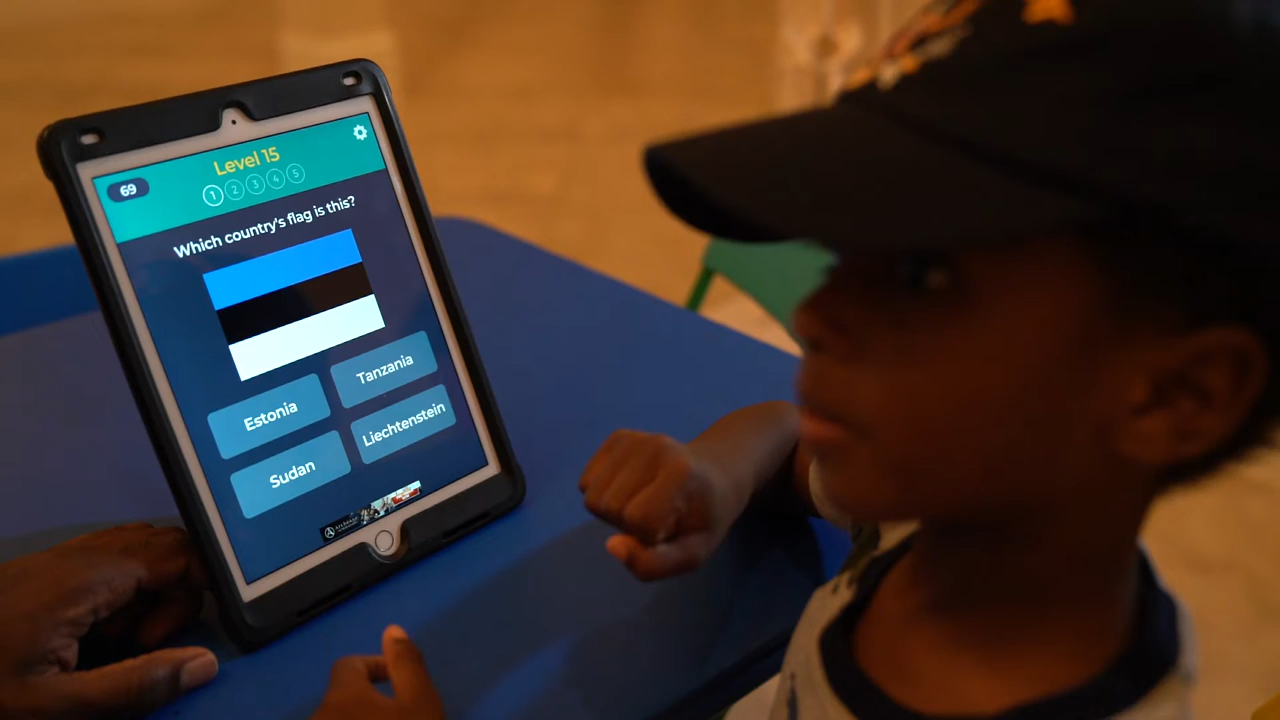 Level 15
69
1 2 3 4 5
Which country's flag is this?
Estonia
Tanzania
Sudan
Liechtenstein